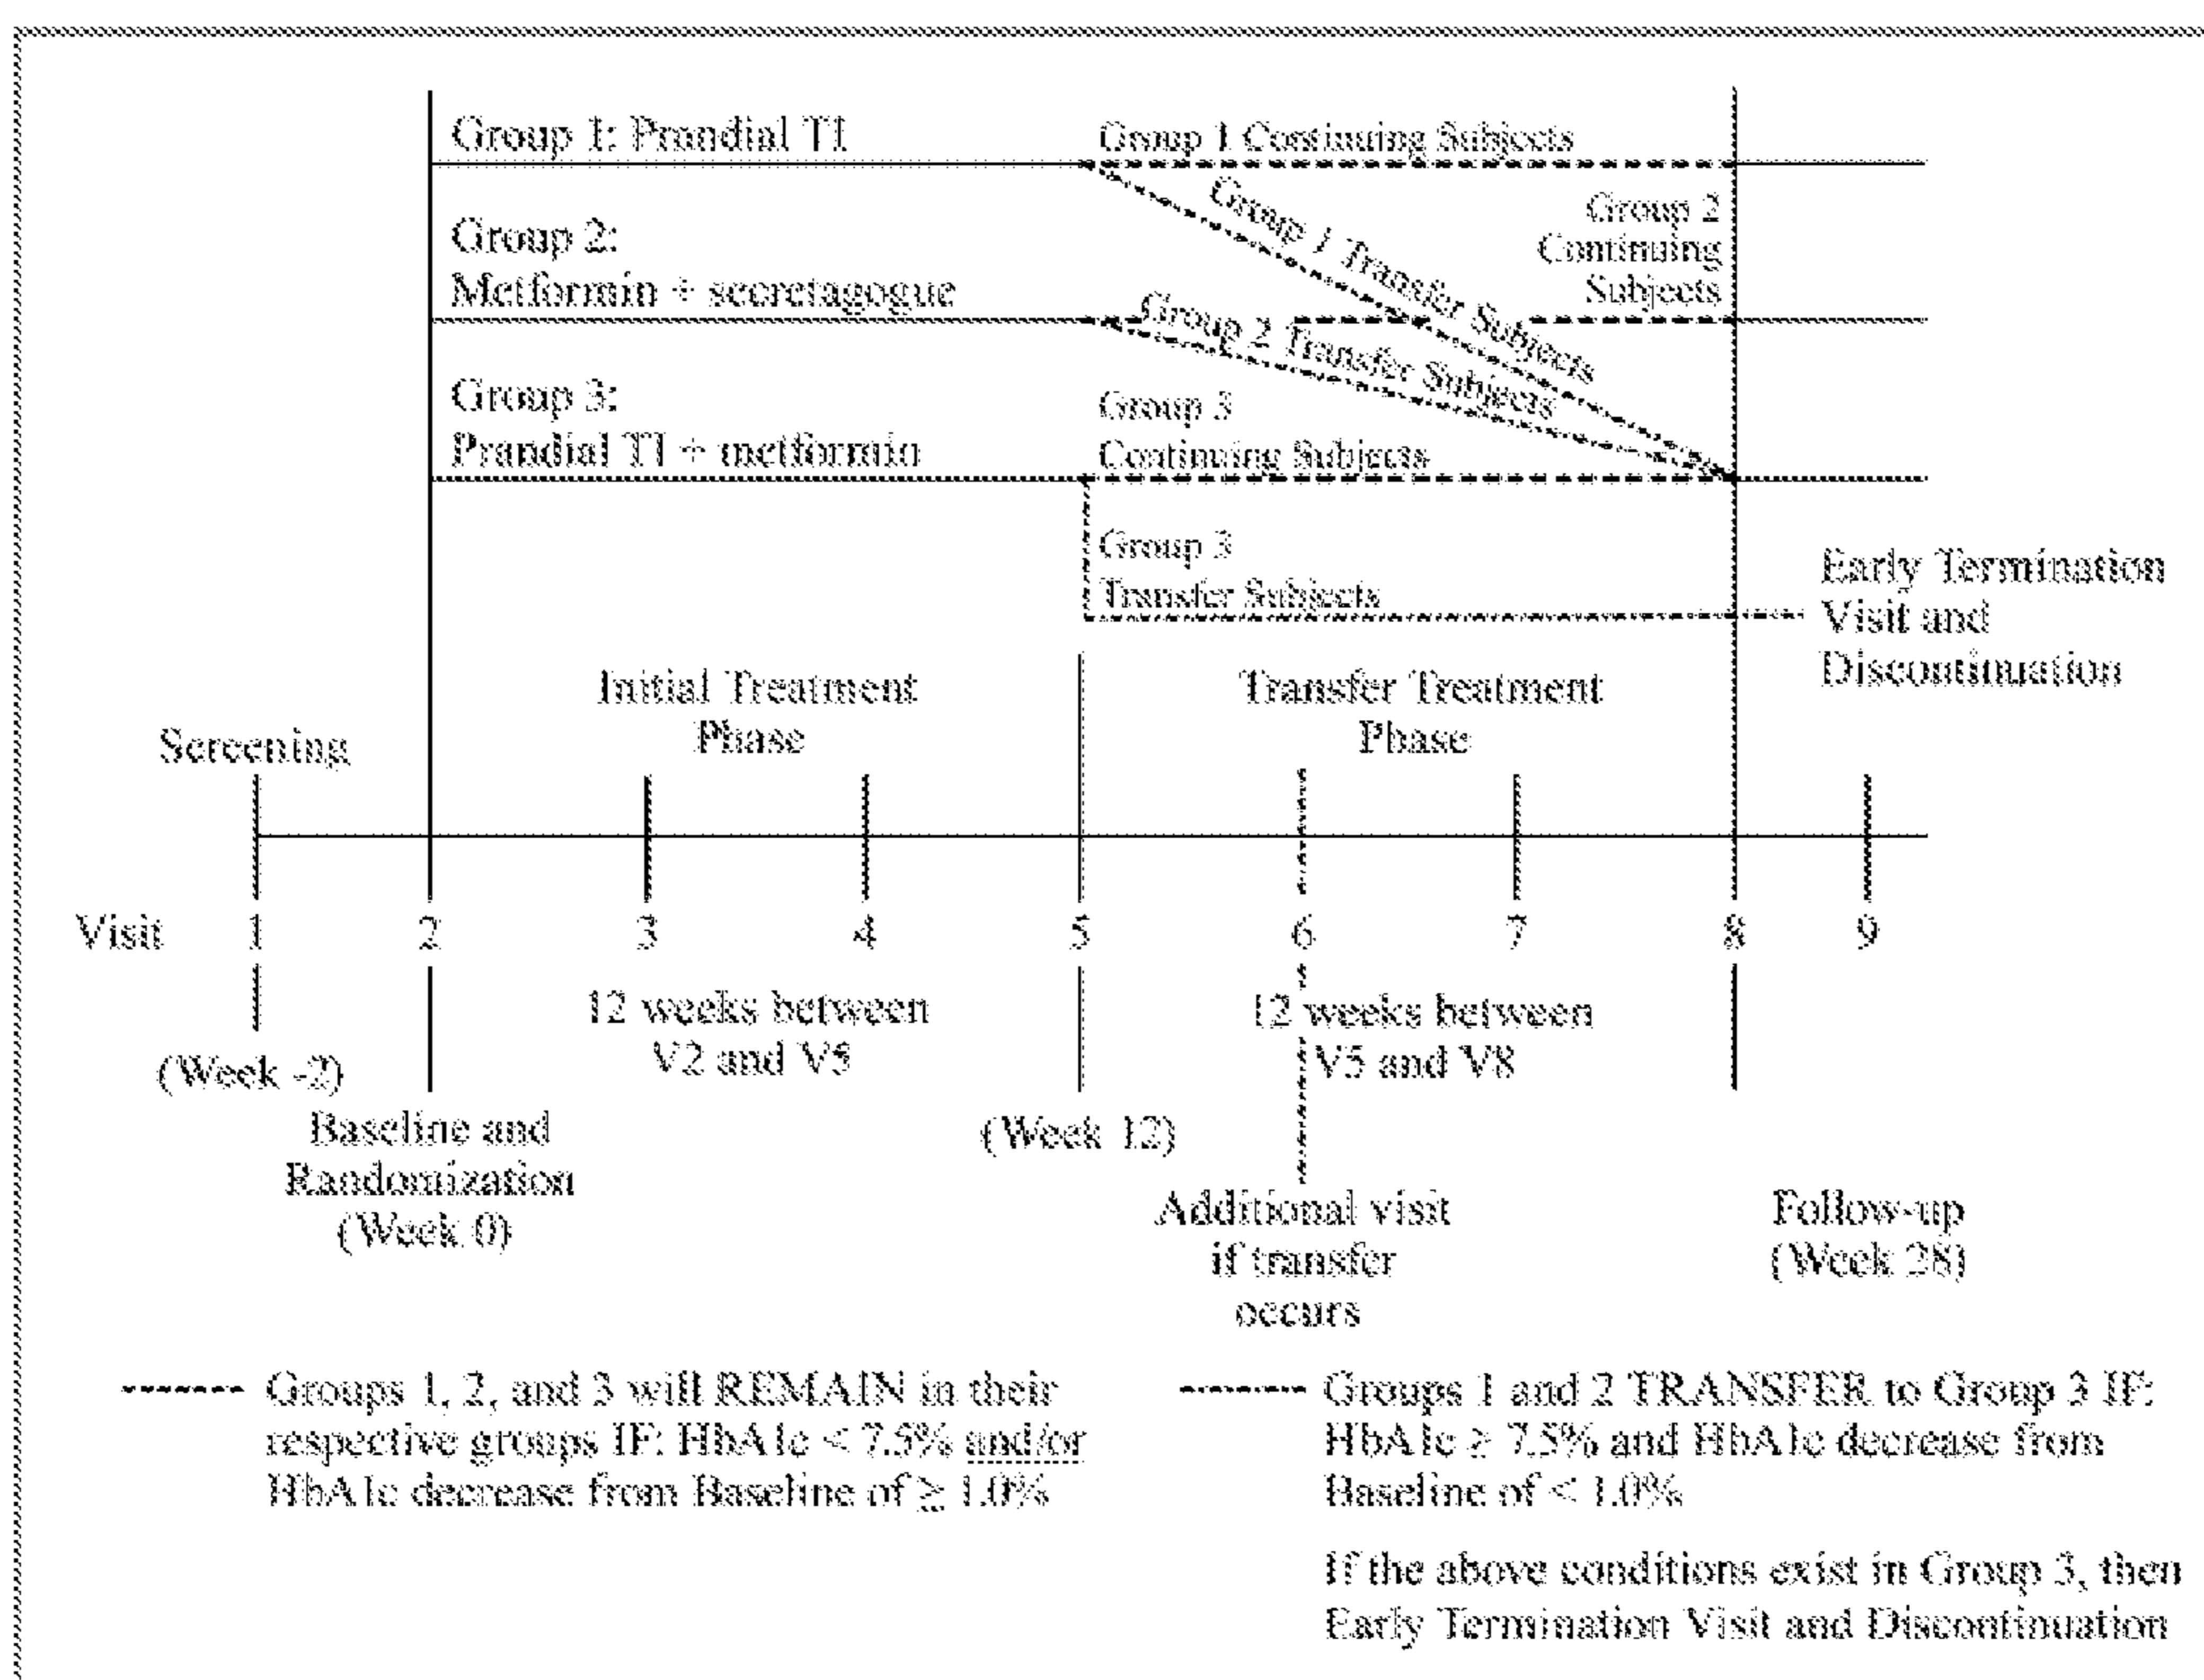 Group 1: Prandial TI
Group 1 Continuing Subjects
Group 1 Transfer Subjects
Group 2
Continuing
Subjects
Group 2:
Metformin + secretagogue
Group 2 Transfer Subjects
Group 3:
Prandial TI + metformin
Group 3
Continuing Subjects
Group 3
Transfer Subjects
Early Termination
Visit and
Discontinuation
Initial Treatment
Phase
Transfer Treatment
Phase
Screening
Visit 1 2 3 4 5 6 7 8 9
12 weeks between
V2 and V5
12 weeks between
V5 and V8
(Week -2)
Baseline and
Randomization
(Week 0)
(Week 12)
Additional visit
if transfer
occurs
Follow-up
(Week 28)
Groups 1, 2, and 3 will REMAIN in their
respective groups IF: HbA1c < 7.5% and/or
HbA1c decrease from Baseline of ≥ 1.0%
Groups 1 and 2 TRANSFER to Group 3 IF:
HbA1c ≥ 7.5% and HbA1c decrease from
Baseline of < 1.0%
If the above conditions exist in Group 3, then
Early Termination Visit and Discontinuation